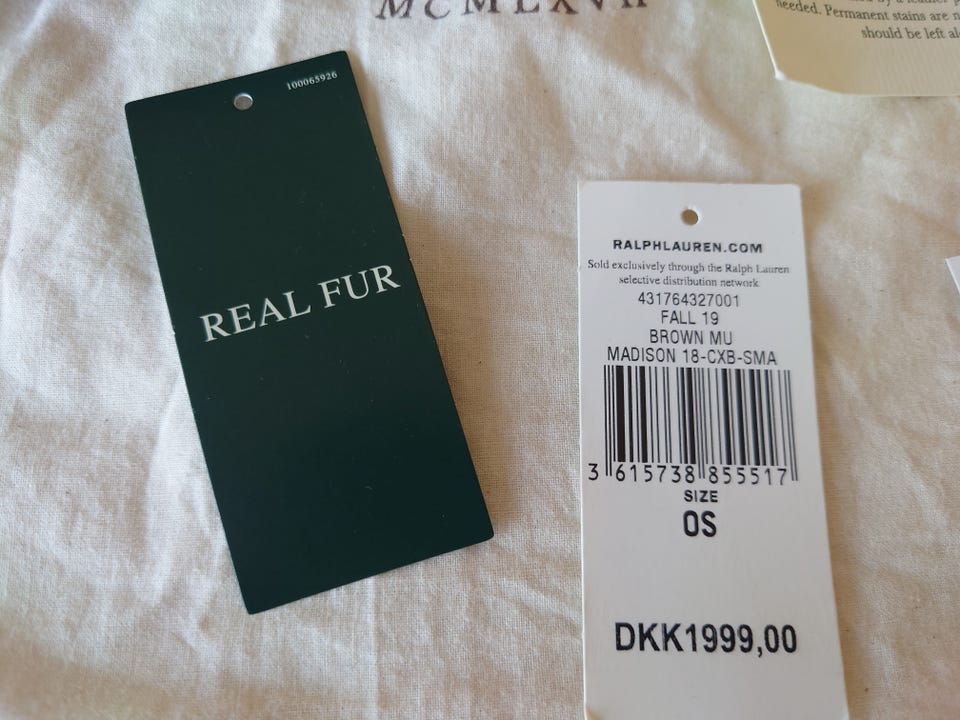 MCMLXVII
needed. Permanent stains are
should be left
100065926
REAL FUR
RALPHLAUREN.COM
Sold exclusively through the Ralph Lauren
selective distribution network
431764327001
FALL 19
BROWN MU
MADISON 18-CXB-SMA
3 615738 855517
SIZE
OS
DKK1999,00